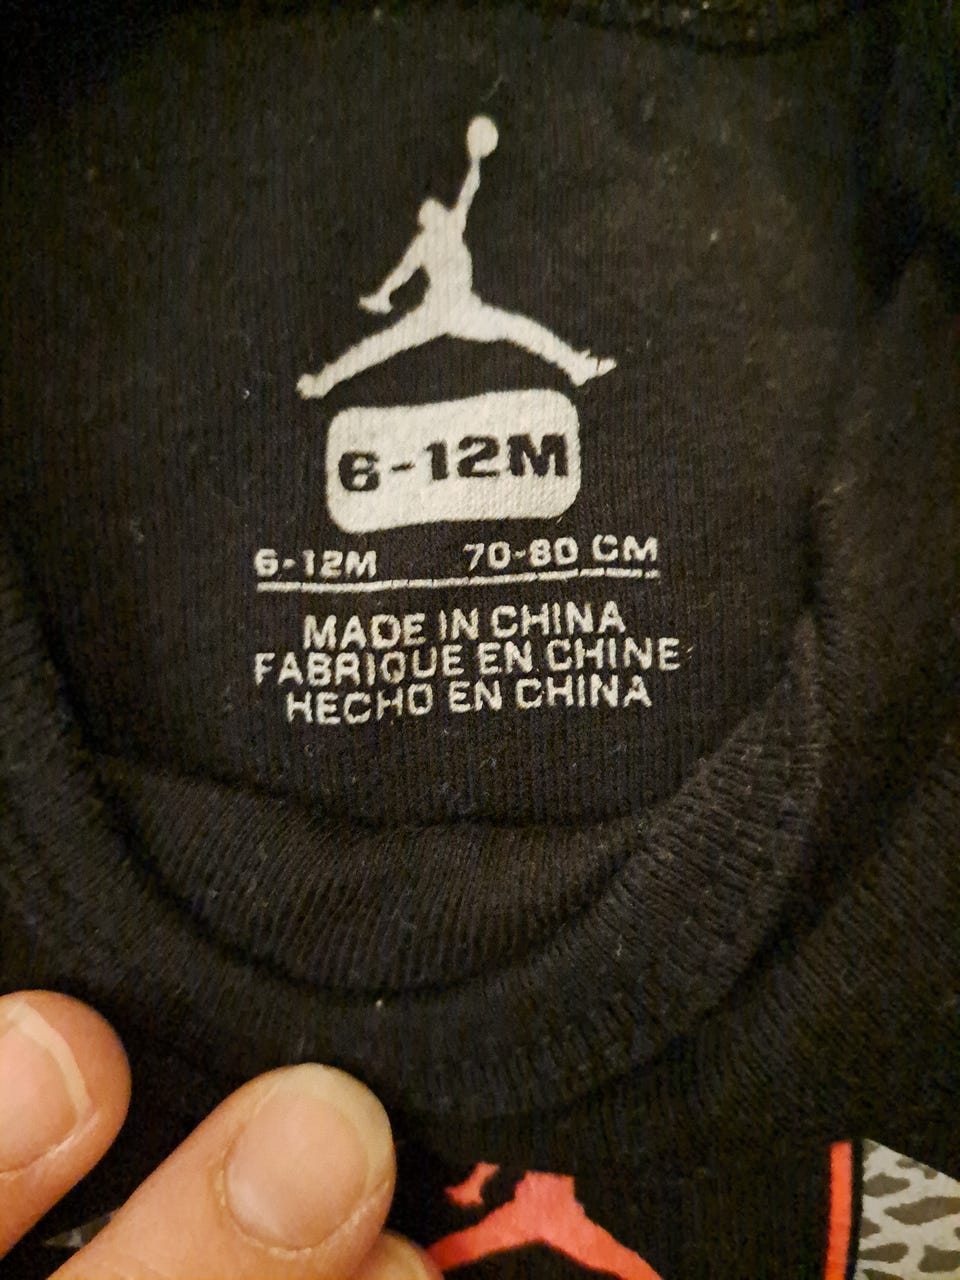 6-12M
6-12M 70-80 CM
MADE IN CHINA
FABRIQUE EN CHINE
HECHO EN CHINA